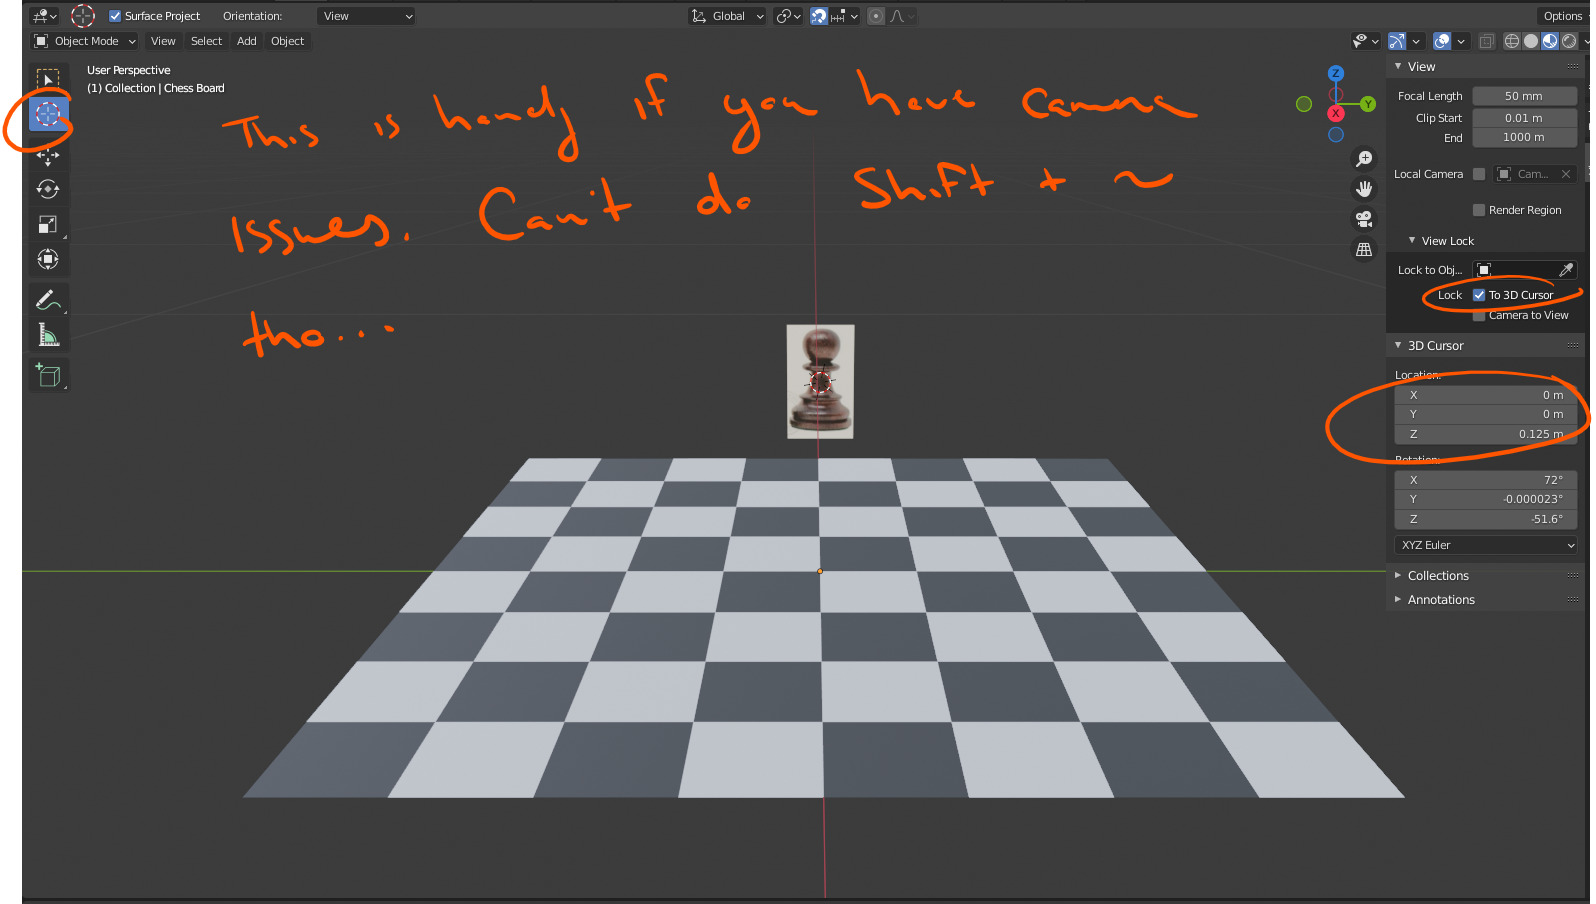 Surface Project Orientation: View Global Options
Object Mode View Select Add Object
User Perspective
(1) Collection | Chess Board
This is handy if you have camera
issues. Can't do Shift + ~
tho...
Z
Y
X
View
Focal Length 50 mm
Clip Start 0.01 m
End 1000 m
Local Camera Cam...
Render Region
View Lock
Lock to Obj...
Lock To 3D Cursor
Camera to View
3D Cursor
Location:
X 0 m
Y 0 m
Z 0.125 m
Rotation:
X 72°
Y -0.000023°
Z -51.6°
XYZ Euler
Collections
Annotations